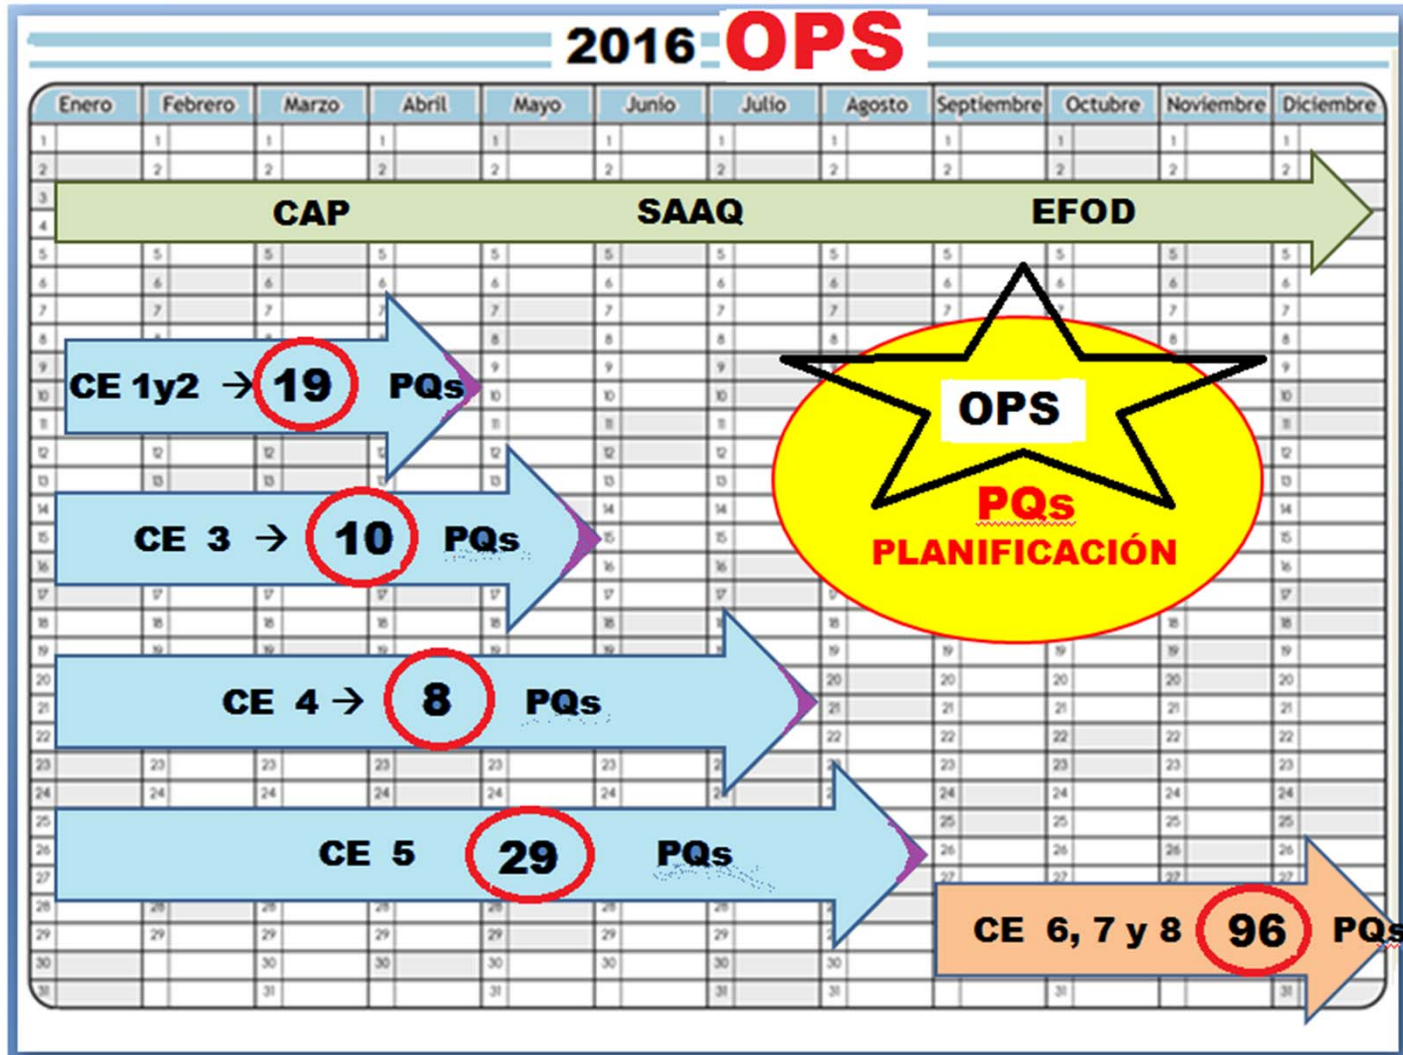 2016 OPS
Enero Febrero Marzo Abril Mayo Junio Julio Agosto Septiembre Octubre Noviembre Diciembre
CAP SAAQ EFOD
CE 1y2 → 19 PQs
CE 3 → 10 PQs
CE 4 → 8 PQs
CE 5 29 PQs
CE 6, 7 y 8 96 PQs
OPS
PQs
PLANIFICACIÓN